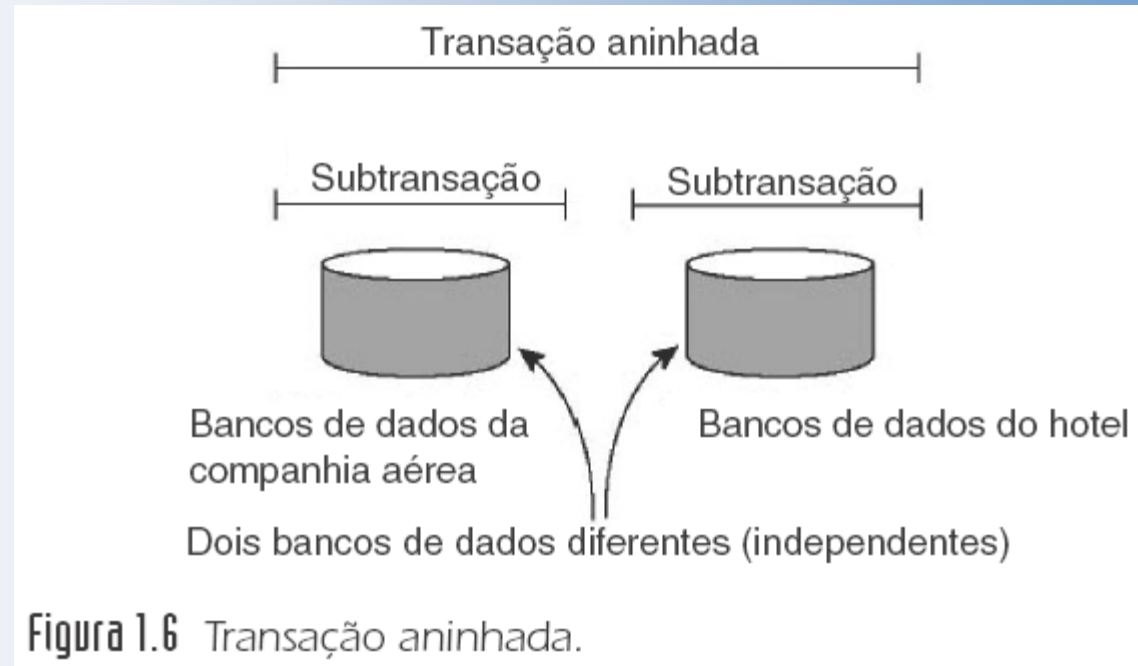 Transação aninhada
Subtransação
Subtransação
Bancos de dados da
companhia aérea
Bancos de dados do hotel
Dois bancos de dados diferentes (independentes)
Figura 1.6 Transação aninhada.